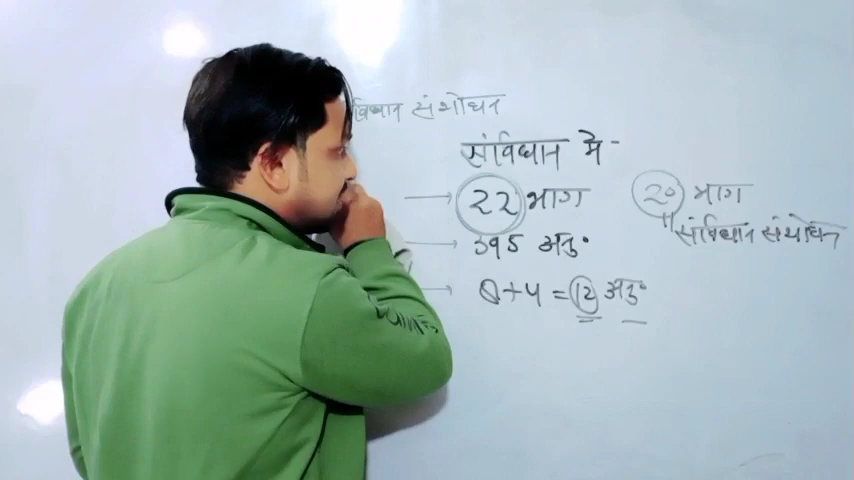 विधान संशोधन
संविधान मे -
→ 22 भाग
→ 395 अनु॰
→ 8+4 = 12 अनु॰
20 भाग
संविधान संशोधन